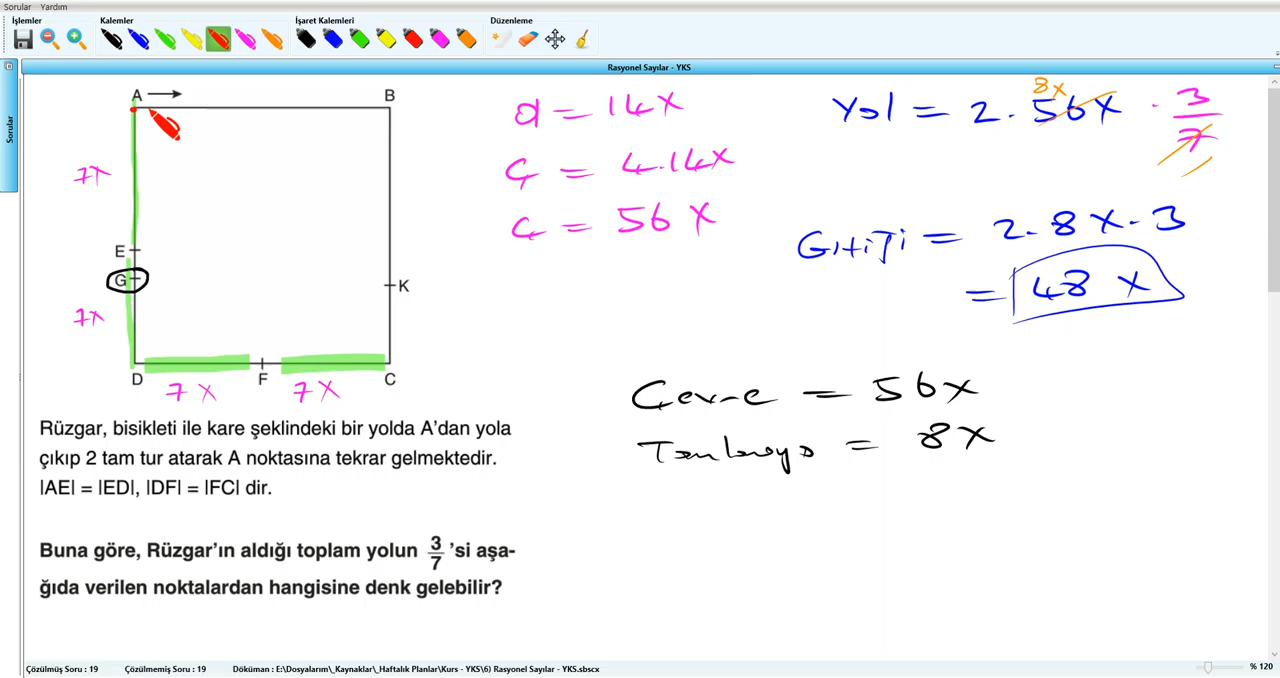 Sorular Yardım
İşlemler Kalemler İşaret Kalemleri Düzenleme
Rasyonel Sayılar - YKS
Sorular
A B
E
G K
D F C
7x
7x
7x 7x
a = 14x
Ç = 4.14x
Ç = 56x
8x
Yol = 2.56x . 3/7
Gittiği = 2.8x.3
= 48x
Çevre = 56x
= 8x
Rüzgar, bisikleti ile kare şeklindeki bir yolda A'dan yola
çıkıp 2 tam tur atarak A noktasına tekrar gelmektedir.
|AE| = |ED|, |DF| = |FC| dir.
Buna göre, Rüzgar'ın aldığı toplam yolun 3/7 'si aşa-
ğıda verilen noktalardan hangisine denk gelebilir?
Çözülmüş Soru : 19 Çözülmemiş Soru : 19 Döküman : E:\Dosyalarım\_Kaynaklar\_Haftalık Planlar\Kurs - YKS\6) Rasyonel Sayılar - YKS.sbscx % 120